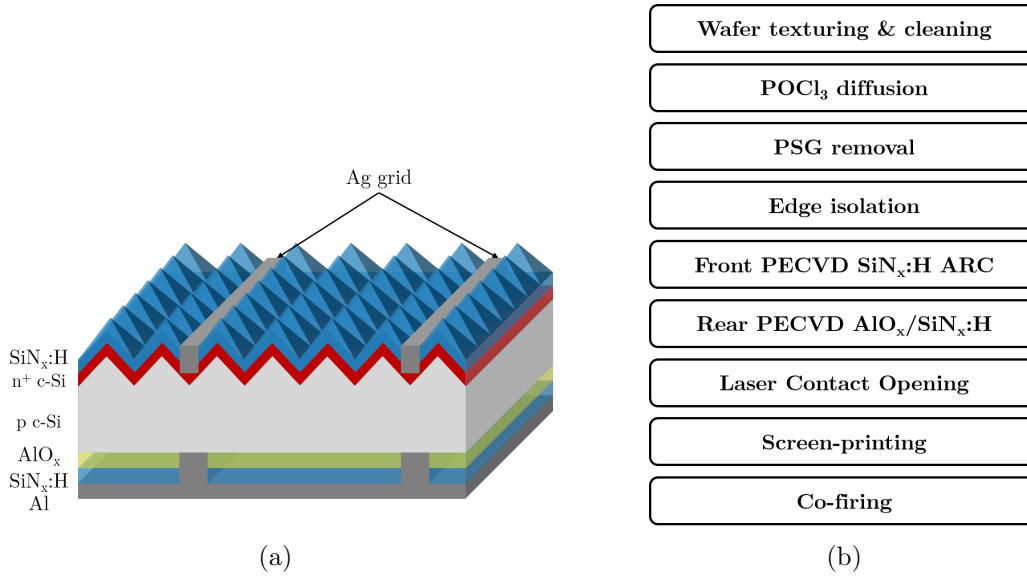 Ag grid
SiNₓ:H
n⁺ c-Si
p c-Si
AlOₓ
SiNₓ:H
Al
(a)
Wafer texturing & cleaning
POCl₃ diffusion
PSG removal
Edge isolation
Front PECVD SiNₓ:H ARC
Rear PECVD AlOₓ/SiNₓ:H
Laser Contact Opening
Screen-printing
Co-firing
(b)